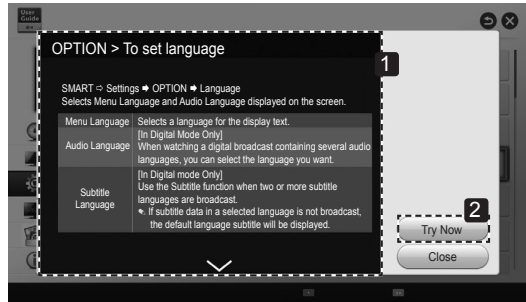 User
Guide
OPTION > To set language
1
SMART ⇨ Settings ➡ OPTION ➡ Language
Selects Menu Language and Audio Language displayed on the screen.
Menu Language Selects a language for the display text.
Audio Language
[In Digital Mode Only]
When watching a digital broadcast containing several audio
languages, you can select the language you want.
Subtitle
Language
[In Digital mode Only]
Use the Subtitle function when two or more subtitle
languages are broadcast.
If subtitle data in a selected language is not broadcast,
the default language subtitle will be displayed.
2
Try Now
Close